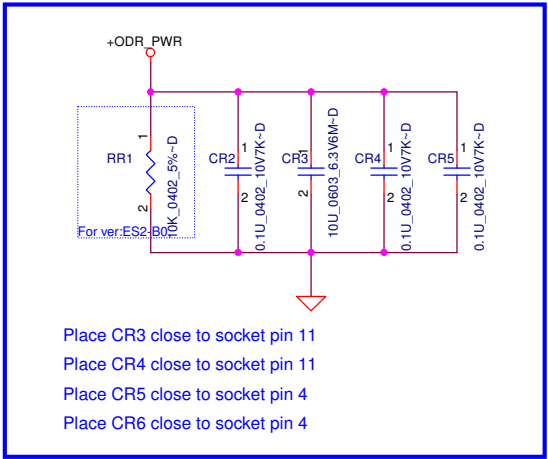 +ODR_PWR
1
RR1
2
10K_0402_5%~D
For ver:ES2-B0
CR2
1
2
0.1U_0402_10V7K~D
CR3
1
2
10U_0603_6.3V6M~D
CR4
1
2
0.1U_0402_10V7K~D
CR5
1
2
0.1U_0402_10V7K~D
Place CR3 close to socket pin 11
Place CR4 close to socket pin 11
Place CR5 close to socket pin 4
Place CR6 close to socket pin 4